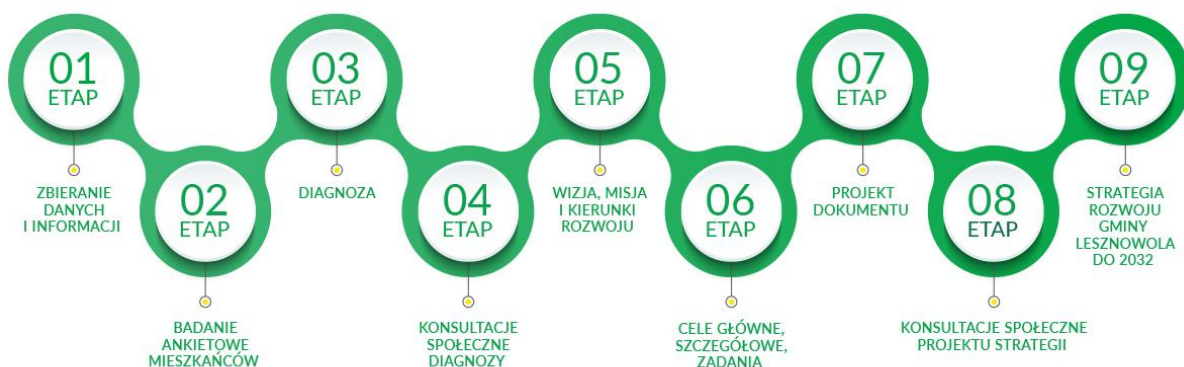 01
ETAP
ZBIERANIE
DANYCH
I INFORMACJI
02
ETAP
BADANIE
ANKIETOWE
MIESZKAŃCÓW
03
ETAP
DIAGNOZA
04
ETAP
KONSULTACJE
SPOŁECZNE
DIAGNOZY
05
ETAP
WIZJA, MISJA
I KIERUNKI
ROZWOJU
06
ETAP
CELE GŁÓWNE,
SZCZEGÓŁOWE,
ZADANIA
07
ETAP
PROJEKT
DOKUMENTU
08
ETAP
KONSULTACJE SPOŁECZNE
PROJEKTU STRATEGII
09
ETAP
STRATEGIA
ROZWOJU
GMINY
LESZNOWOLA
DO 2032